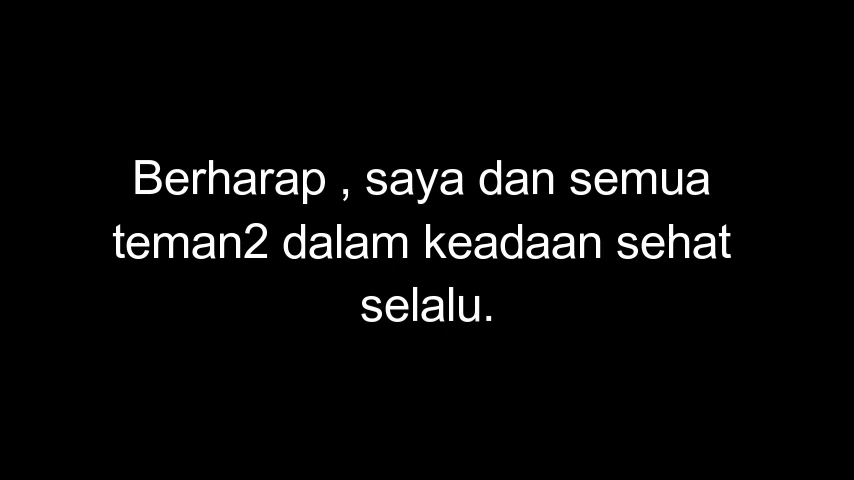 Berharap , saya dan semua
teman2 dalam keadaan sehat
selalu.